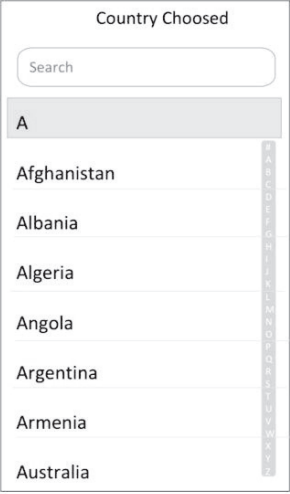 Country Choosed
Search
A
Afghanistan
Albania
Algeria
Angola
Argentina
Armenia
Australia
#
A
B
C
D
E
F
G
H
I
J
K
L
M
N
O
P
Q
R
S
T
U
V
W
X
Y
Z